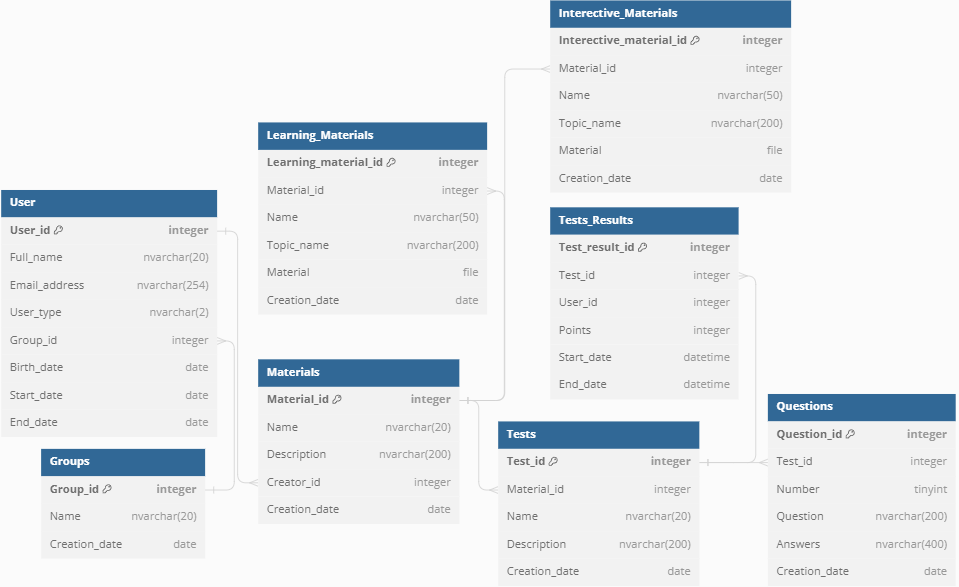 Interective_Materials
Interective_material_id integer
Material_id integer
Name nvarchar(50)
Topic_name nvarchar(200)
Material file
Creation_date date
Learning_Materials
Learning_material_id integer
Material_id integer
Name nvarchar(50)
Topic_name nvarchar(200)
Material file
Creation_date date
User
User_id integer
Full_name nvarchar(20)
Email_address nvarchar(254)
User_type nvarchar(2)
Group_id integer
Birth_date date
Start_date date
End_date date
Tests_Results
Test_result_id integer
Test_id integer
User_id integer
Points integer
Start_date datetime
End_date datetime
Materials
Material_id integer
Name nvarchar(20)
Description nvarchar(200)
Creator_id integer
Creation_date date
Groups
Group_id integer
Name nvarchar(20)
Creation_date date
Tests
Test_id integer
Material_id integer
Name nvarchar(20)
Description nvarchar(200)
Creation_date date
Questions
Question_id integer
Test_id integer
Number tinyint
Question nvarchar(200)
Answers nvarchar(400)
Creation_date date